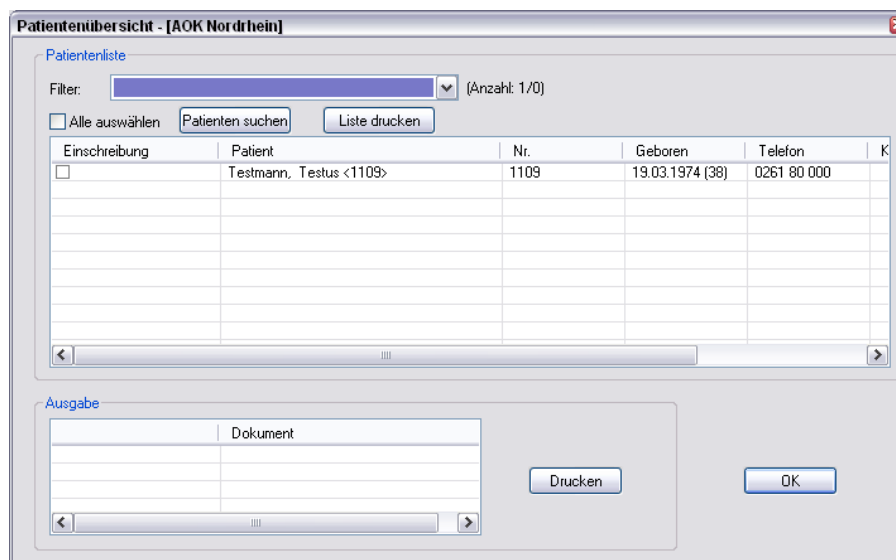 Patientenübersicht - [AOK Nordrhein]
Patientenliste
Filter: (Anzahl: 1/0)
Alle auswählen Patienten suchen Liste drucken
Einschreibung Patient Nr. Geboren Telefon K
Testmann, Testus <1109> 1109 19.03.1974 (38) 0261 80 000
Ausgabe
Dokument
Drucken OK